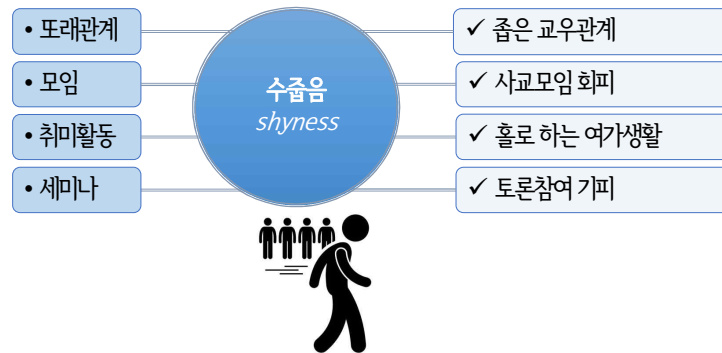 • 또래관계
• 모임
• 취미활동
• 세미나
수줍음
shyness
✓ 좁은 교우관계
✓ 사교모임 회피
✓ 홀로 하는 여가생활
✓ 토론참여 기피